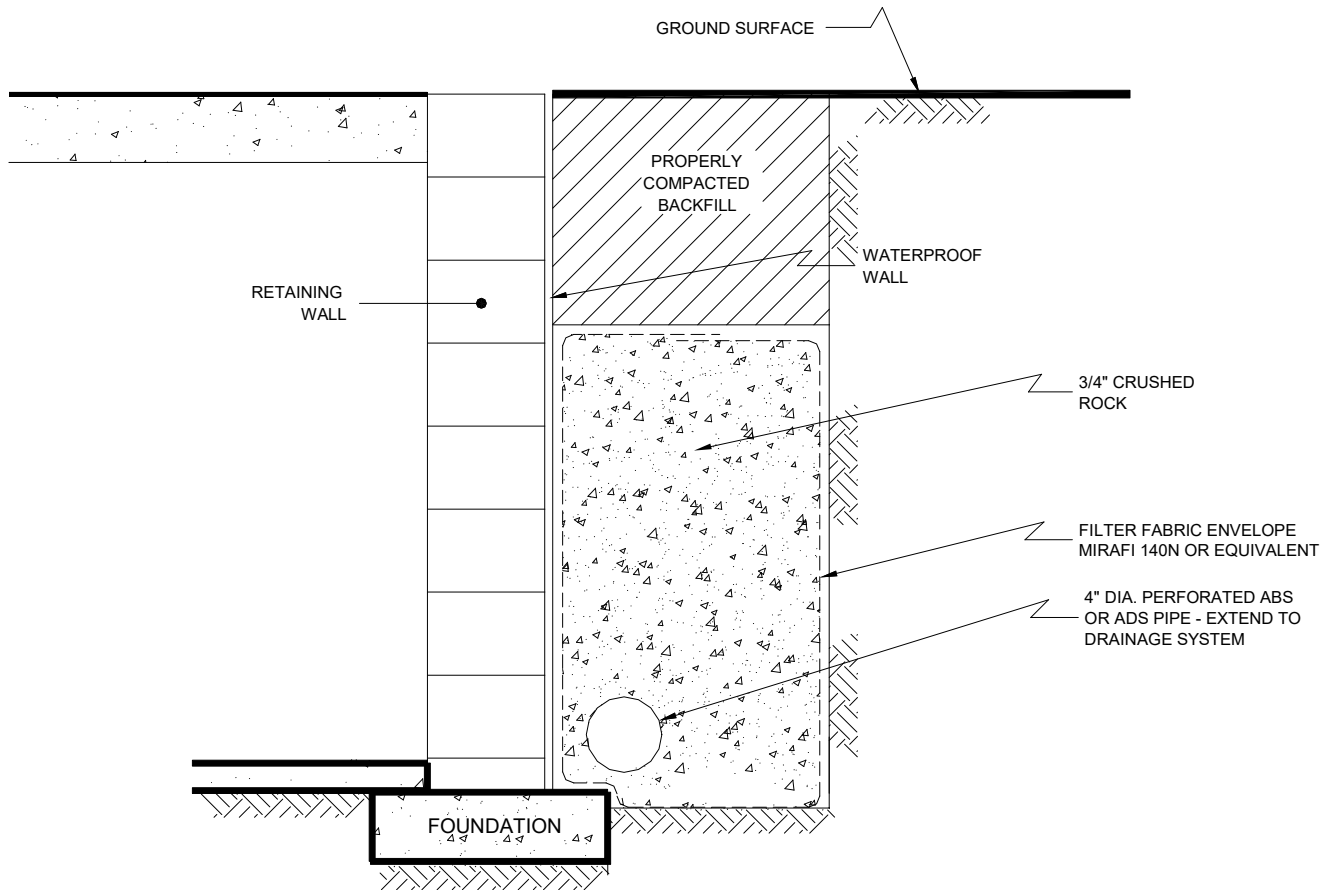 GROUND SURFACE
PROPERLY
COMPACTED
BACKFILL
WATERPROOF
WALL
RETAINING
WALL
3/4" CRUSHED
ROCK
FILTER FABRIC ENVELOPE
MIRAFI 140N OR EQUIVALENT
4" DIA. PERFORATED ABS
OR ADS PIPE - EXTEND TO
DRAINAGE SYSTEM
FOUNDATION